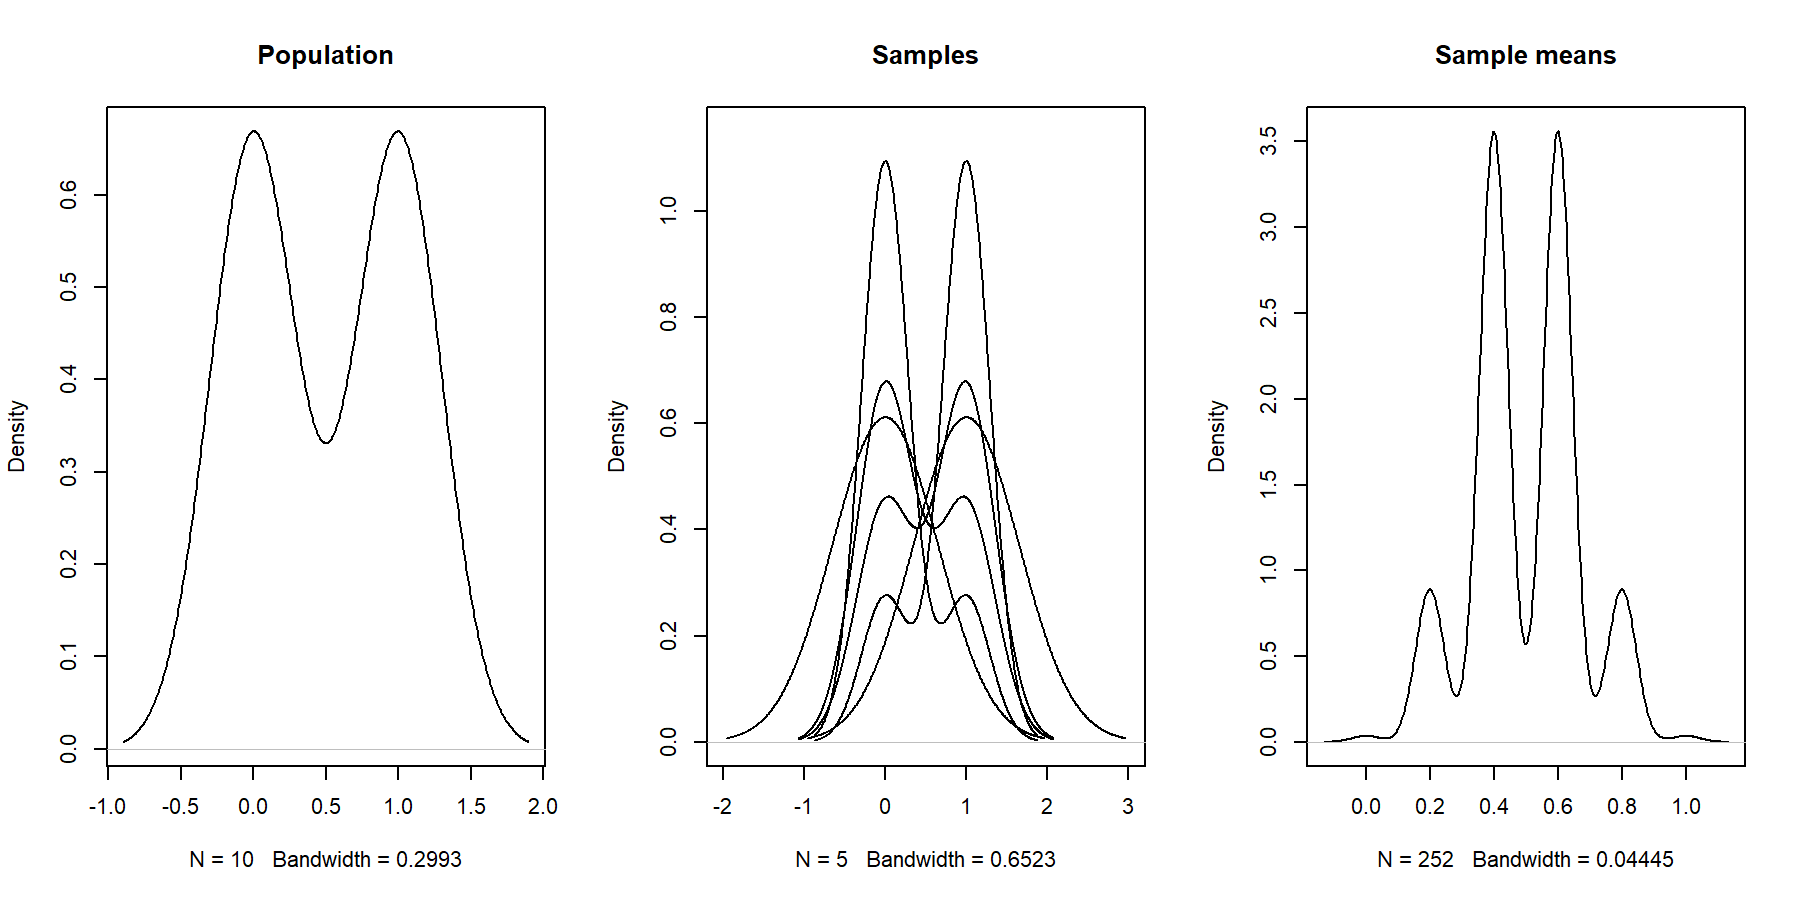 Population
Density
0.0 0.1 0.2 0.3 0.4 0.5 0.6
-1.0 -0.5 0.0 0.5 1.0 1.5 2.0
N = 10 Bandwidth = 0.2993
Samples
Density
0.0 0.2 0.4 0.6 0.8 1.0
-2 -1 0 1 2 3
N = 5 Bandwidth = 0.6523
Sample means
Density
0.0 0.5 1.0 1.5 2.0 2.5 3.0 3.5
0.0 0.2 0.4 0.6 0.8 1.0
N = 252 Bandwidth = 0.04445